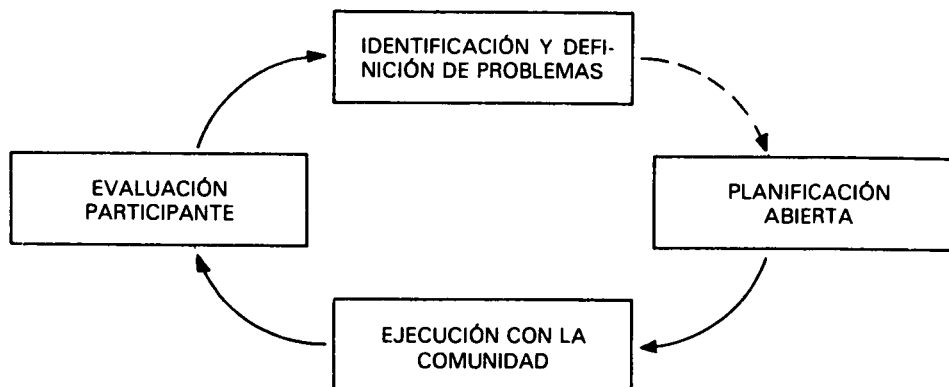 IDENTIFICACIÓN Y DEFI-
NICIÓN DE PROBLEMAS
EVALUACIÓN
PARTICIPANTE
PLANIFICACIÓN
ABIERTA
EJECUCIÓN CON LA
COMUNIDAD